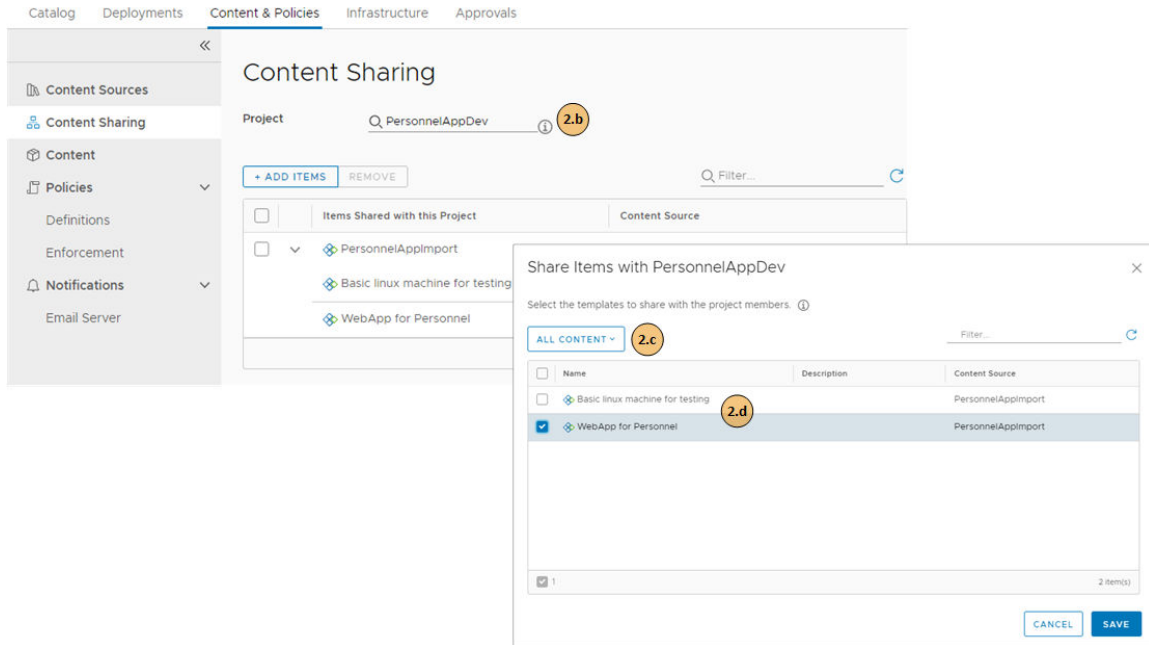 Catalog Deployments Content & Policies Infrastructure Approvals
«
Content Sources
Content Sharing
Content
Policies
Definitions
Enforcement
Notifications
Email Server
Content Sharing
Project PersonnelAppDev 2.b
+ ADD ITEMS REMOVE Filter...
Items Shared with this Project Content Source
PersonnelAppImport
Basic linux machine for testing
WebApp for Personnel
Share Items with PersonnelAppDev
Select the templates to share with the project members.
ALL CONTENT 2.c Filter...
Name Description Content Source
Basic linux machine for testing PersonnelAppImport
2.d
WebApp for Personnel PersonnelAppImport
1 2 item(s)
CANCEL SAVE